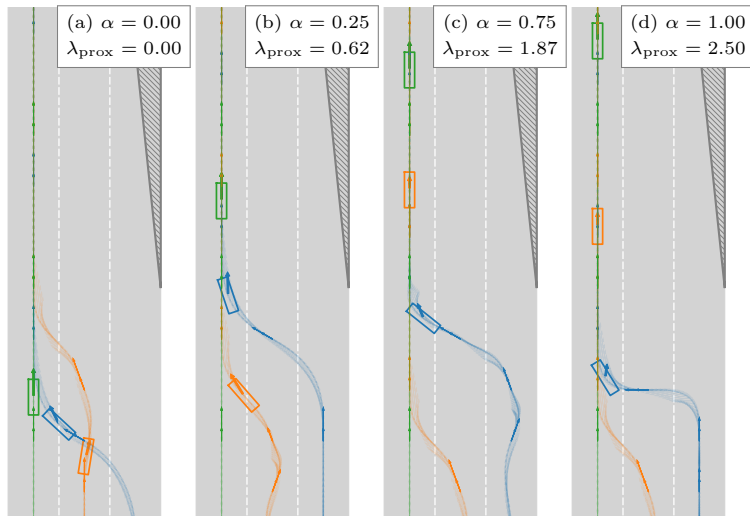 (a) α = 0.00
λprox = 0.00
(b) α = 0.25
λprox = 0.62
(c) α = 0.75
λprox = 1.87
(d) α = 1.00
λprox = 2.50